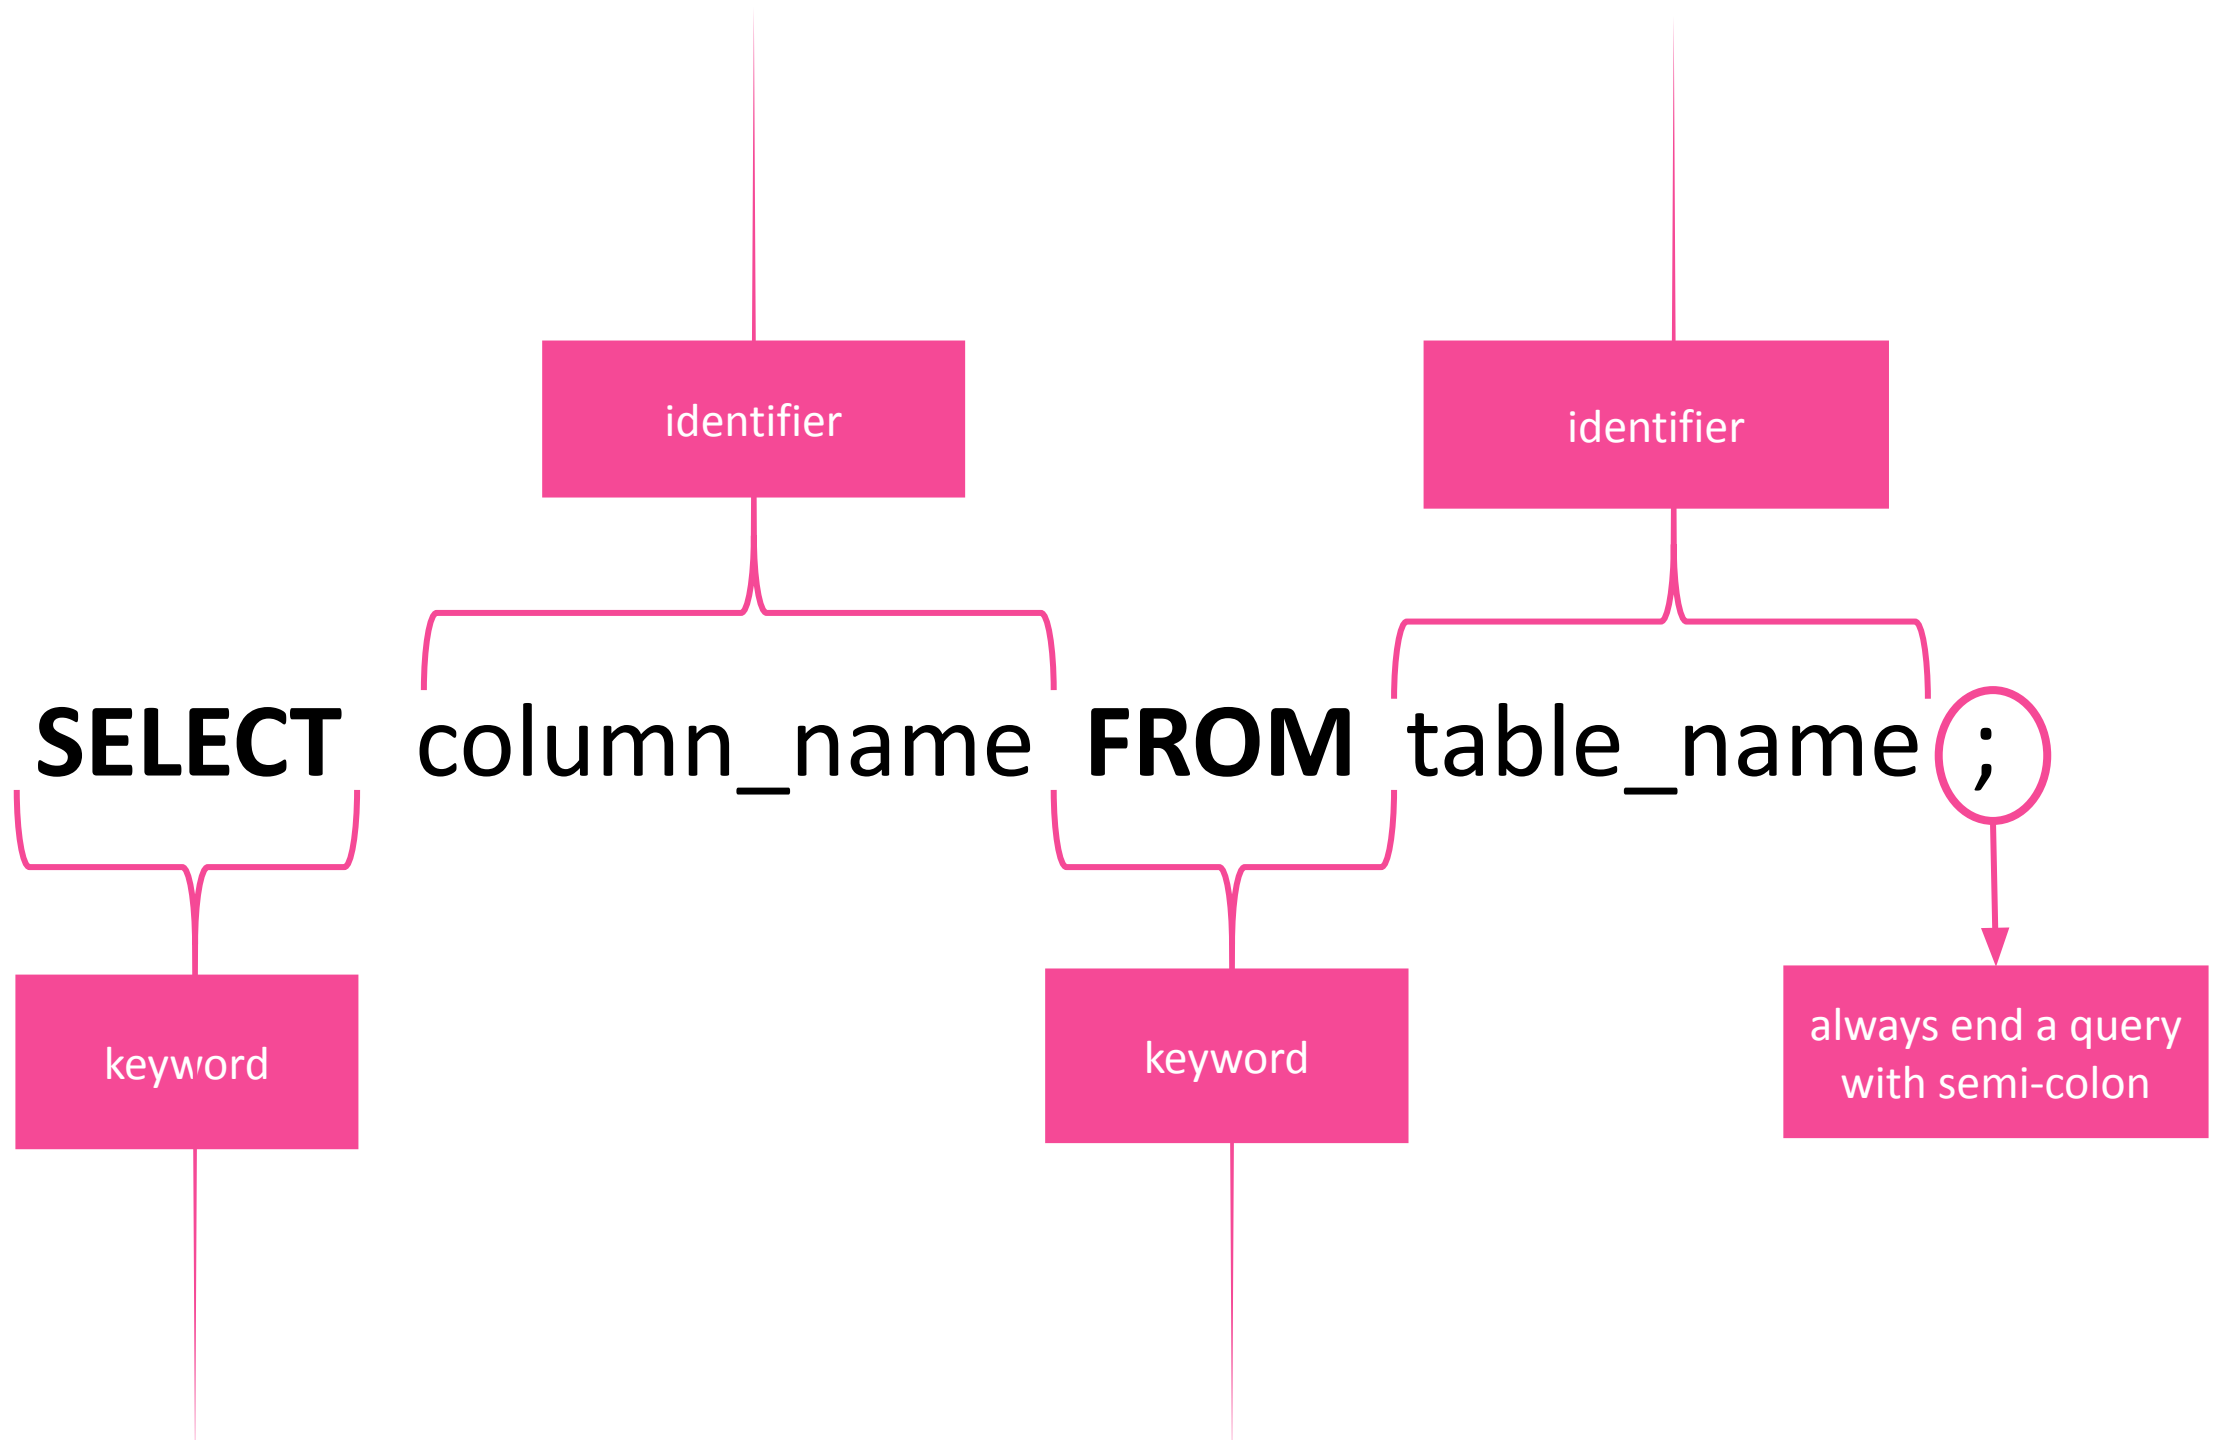 identifier
identifier
SELECT column_name FROM table_name ;
keyword
keyword
always end a query
with semi-colon